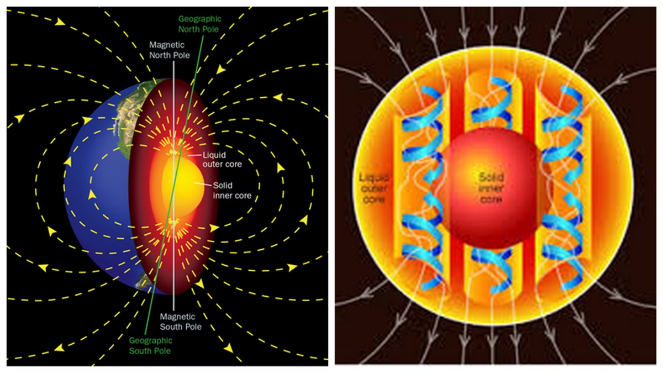 Geographic
North Pole
Magnetic
North Pole
Liquid
outer core
Solid
inner core
Magnetic
South Pole
Geographic
South Pole
Liquid
outer
core
Solid
inner
core